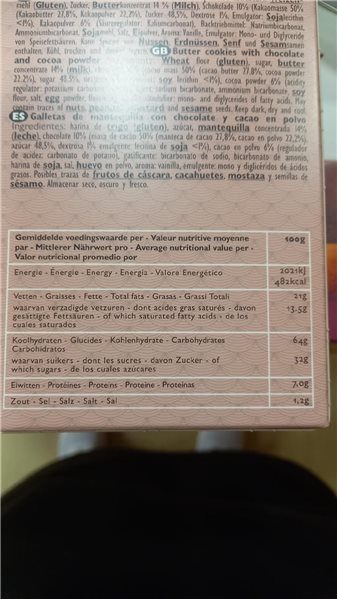 mehl (Gluten), Zucker, Butterkonzentrat 14 % (Milch), Schokolade 10% (Kakaomasse 50%,
(Kakaobutter 27,8%, Kakaopulver 22,2%), Zucker 48,5%, Dextrose 1%, Emulgator: Sojalecithin
<1%), Kakaopulver 6% (Säureregulator: Kaliumcarbonat), Backtriebmittel: Natriumbicarbonat,
Ammoniumbicarbonat, Sojamehl, Salz, Eipulver, Aroma: Vanille, Emulgator: Mono- und Diglyceride
von Speisefettsäuren. Kann Spuren von Nüssen, Erdnüssen, Senf und Sesamsamen
enthalten. Kühl, trocken und GB Butter cookies with chocolate
and cocoa powder Wheat flour (gluten), sugar, butter
concentrate 14% (milk), mass 50% (cocoa butter 27,8%, cocoa powder
22,2%), sugar 48,5%, soy lecithin <1%), cocoa powder 6% (acidity
regulator: potassium carbonate), sodium bicarbonate, ammonium bicarbonate, soy
flour, salt, egg powder, mono- and diglycerides of fatty acids. May
contain traces of nuts, peanuts, mustard and sesame seeds. Keep dark, dry and cool.
ES Galletas de mantequilla con chocolate y cacao en polvo
Ingredientes: harina de trigo (gluten), azúcar, mantequilla concentrada 14%
(leche), chocolate 10% (masa de cacao 50% (manteca de cacao 27,8%, cacao en polvo 22,2%),
azúcar 48,5%, dextrosa 1%, emulgente: lecitina de soja <1%), cacao en polvo 6% (regulador
de acidez: carbonato de potasio), gasificante: bicarbonato de sodio, bicarbonato de amonio,
harina de soja, sal, huevo en polvo, aroma: vainilla, emulgente: mono y diglicéridos de ácidos
grasos. Posibles trazas de frutos de cáscara, cacahuetes, mostaza y semillas de
sésamo. Almacenar seco, oscuro y fresco.
Gemiddelde voedingswaarde per - Valeur nutritive moyenne 100g
par - Mittlerer Nährwert pro - Average nutritional value per -
Valor nutricional promedio por
Energie - Énergie - Energy - Energia - Valore Energético 2021kJ
482kcal
Vetten - Graisses - Fette - Total fats - Grasas - Grassi Totali 21g
waarvan verzadigde vetzuren - dont acides gras saturés - davon 13.5g
gesättigte Fettsäuren - of which saturated fatty acids - de los
cuales saturados
Koolhydraten - Glucides - Kohlenhydrate - Carbohydrates 64g
Carbohidratos
waarvan suikers - dont les sucres - davon Zucker - of 32g
which sugars - de los cuales azúcares
Eiwitten - Protéines - Proteins - Proteine - Proteínas 7.0g
Zout - Sel - Salz - Salt - Sal 1,2g